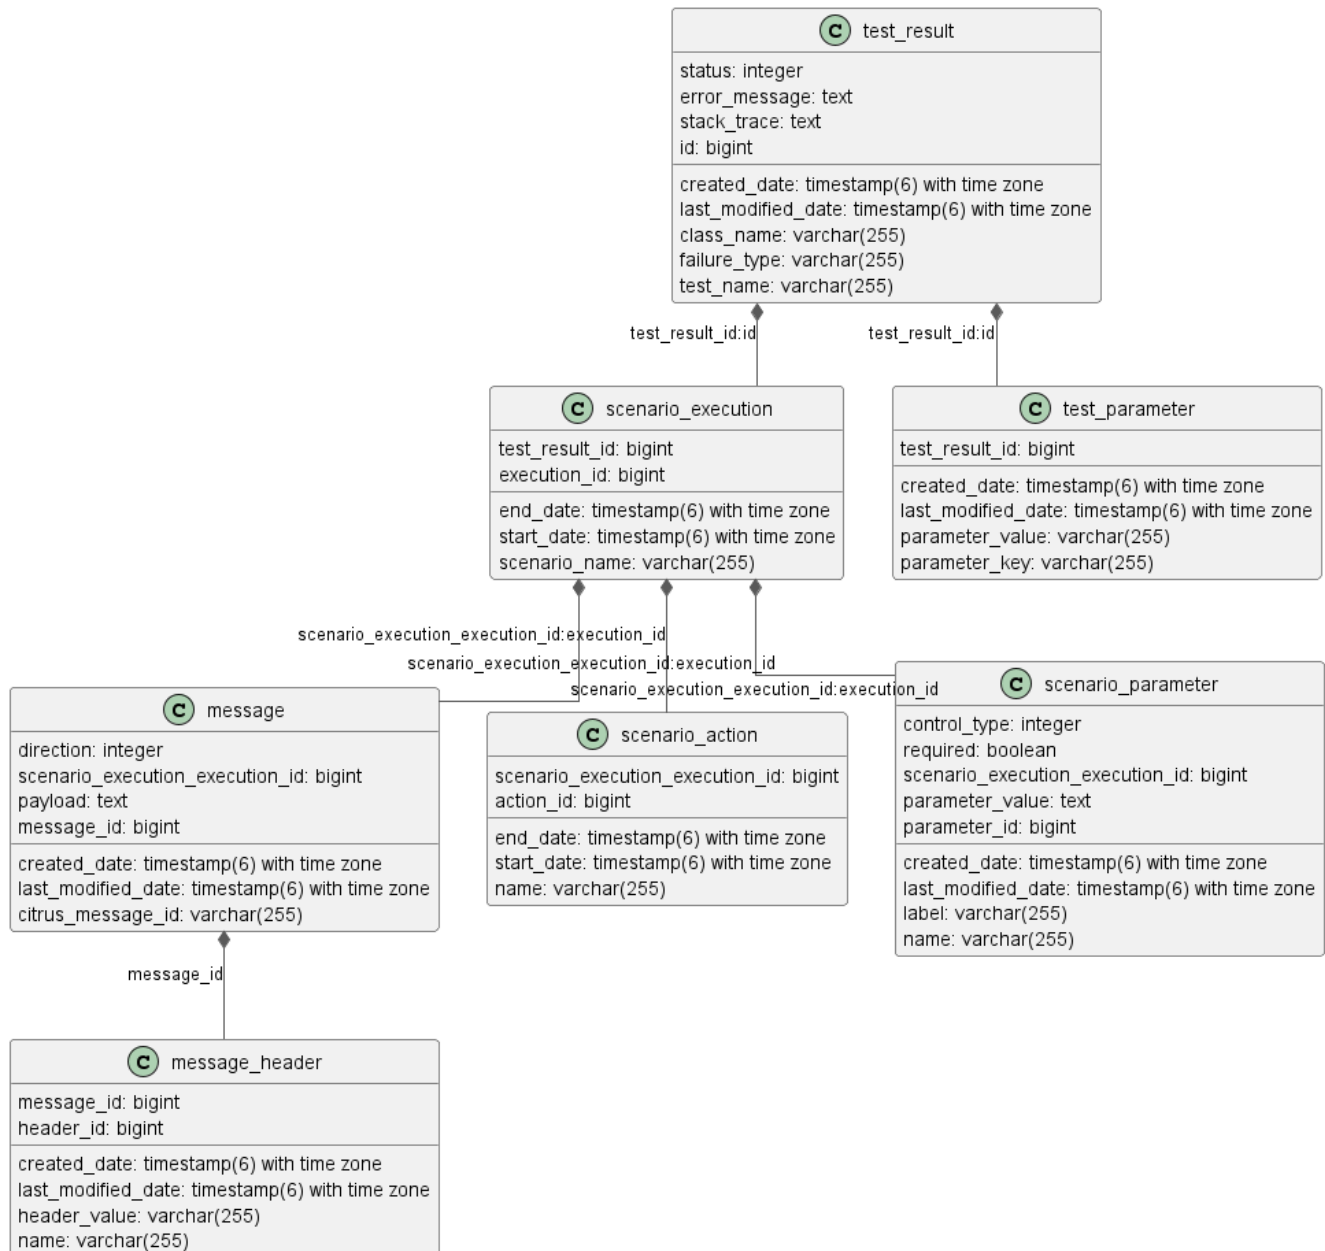 C test_result
status: integer
error_message: text
stack_trace: text
id: bigint
created_date: timestamp(6) with time zone
last_modified_date: timestamp(6) with time zone
class_name: varchar(255)
failure_type: varchar(255)
test_name: varchar(255)
test_result_id:id
test_result_id:id
C scenario_execution
test_result_id: bigint
execution_id: bigint
end_date: timestamp(6) with time zone
start_date: timestamp(6) with time zone
scenario_name: varchar(255)
C test_parameter
test_result_id: bigint
created_date: timestamp(6) with time zone
last_modified_date: timestamp(6) with time zone
parameter_value: varchar(255)
parameter_key: varchar(255)
scenario_execution_execution_id:execution_id
scenario_execution_execution_id:execution_id
scenario_execution_execution_id:execution_id
C message
direction: integer
scenario_execution_execution_id: bigint
payload: text
message_id: bigint
created_date: timestamp(6) with time zone
last_modified_date: timestamp(6) with time zone
citrus_message_id: varchar(255)
C scenario_action
scenario_execution_execution_id: bigint
action_id: bigint
end_date: timestamp(6) with time zone
start_date: timestamp(6) with time zone
name: varchar(255)
C scenario_parameter
control_type: integer
required: boolean
scenario_execution_execution_id: bigint
parameter_value: text
parameter_id: bigint
created_date: timestamp(6) with time zone
last_modified_date: timestamp(6) with time zone
label: varchar(255)
name: varchar(255)
message_id
C message_header
message_id: bigint
header_id: bigint
created_date: timestamp(6) with time zone
last_modified_date: timestamp(6) with time zone
header_value: varchar(255)
name: varchar(255)